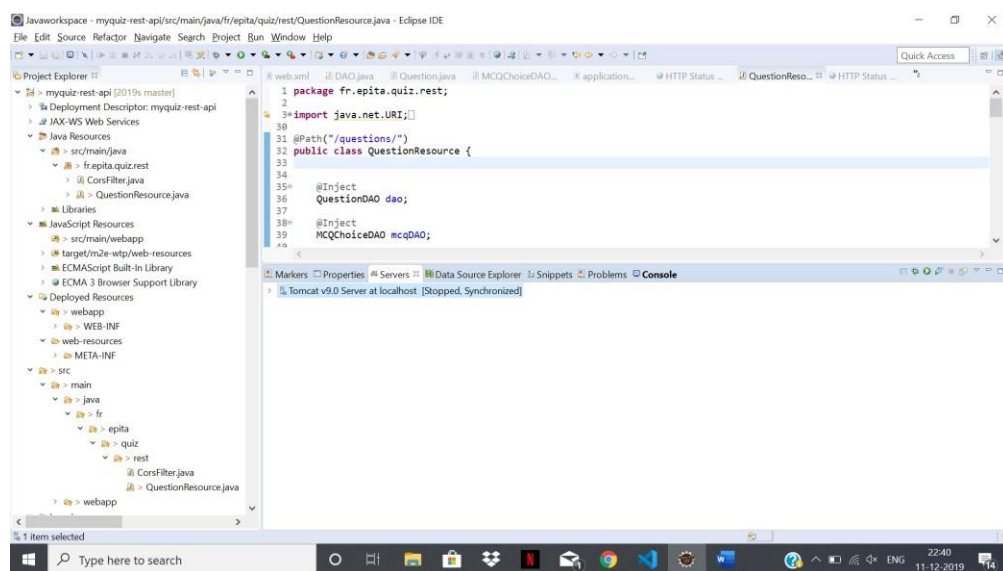 Javaworkspace - myquiz-rest-api/src/main/java/fr/epita/quiz/rest/QuestionResource.java - Eclipse IDE
File Edit Source Refactor Navigate Search Project Run Window Help
Quick Access
Project Explorer
web.xml DAO.java Question.java MCQChoiceDAO... application... HTTP Status ... QuestionReso... HTTP Status ...
> myquiz-rest-api [2019s master]
Deployment Descriptor: myquiz-rest-api
JAX-WS Web Services
Java Resources
> src/main/java
> fr.epita.quiz.rest
CorsFilter.java
> QuestionResource.java
Libraries
JavaScript Resources
> src/main/webapp
target/m2e-wtp/web-resources
ECMAScript Built-In Library
ECMA 3 Browser Support Library
Deployed Resources
> webapp
> WEB-INF
web-resources
META-INF
> src
> main
> java
> fr
> epita
> quiz
> rest
CorsFilter.java
> QuestionResource.java
> webapp
1 package fr.epita.quiz.rest;
2
3 import java.net.URI;
30
31 @Path("/questions/")
32 public class QuestionResource {
33
34
35 @Inject
36 QuestionDAO dao;
37
38 @Inject
39 MCQChoiceDAO mcqDAO;
Markers Properties Servers Data Source Explorer Snippets Problems Console
Tomcat v9.0 Server at localhost [Stopped, Synchronized]
1 item selected
Type here to search
ENG
22:40
11-12-2019
14